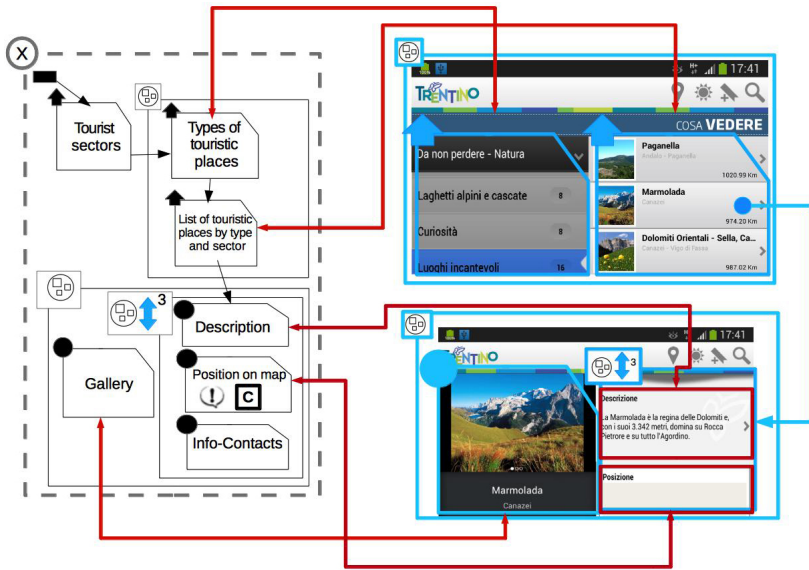 X
Tourist
sectors
Types of
touristic
places
List of touristic
places by type
and sector
3
Description
Gallery
Position on map
C
Info-Contacts
17:41
TRENTINO
COSA VEDERE
Da non perdere - Natura
Laghetti alpini e cascate 8
Curiosità 8
Luoghi incantevoli 16
Paganella
Andalo - Paganella
1020.99 Km
Marmolada
Canazei
974.20 Km
Dolomiti Orientali - Sella, Ca...
Canazei - Vigo di Fassa
987.02 Km
17:41
ENTINO
3
Marmolada
Canazei
Descrizione
La Marmolada è la regina delle Dolomiti e,
con i suoi 3.342 metri, domina su Rocca
Pietrore e su tutto l'Agordino.
Posizione